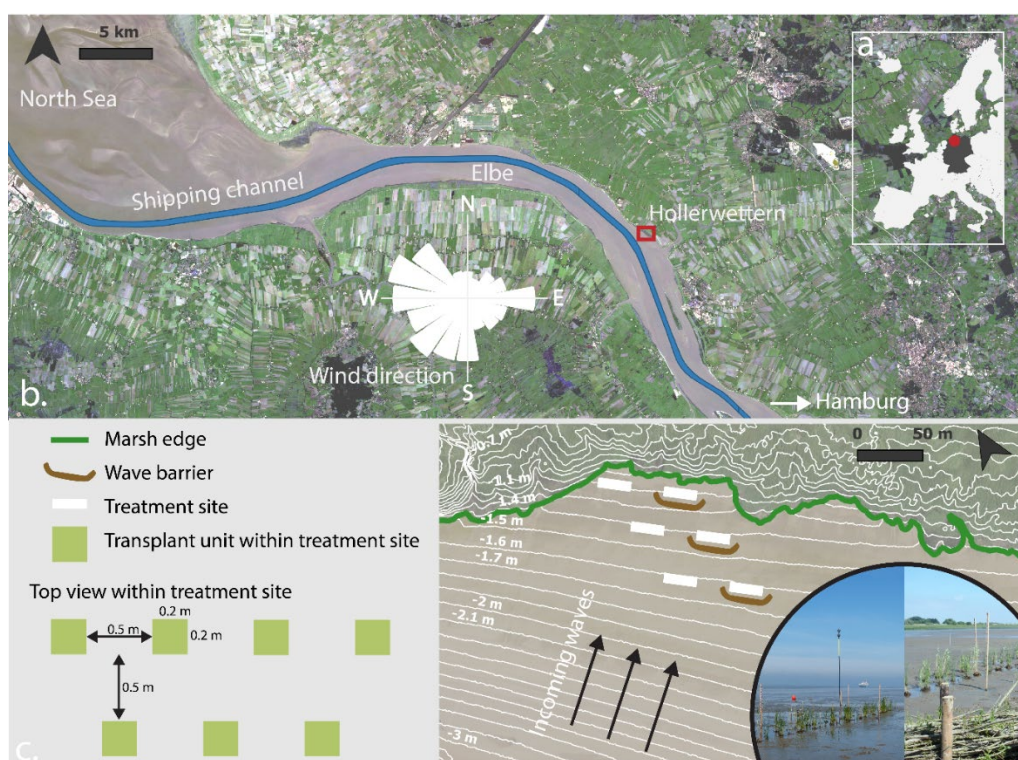 5 km
a.
North Sea
Shipping channel
Elbe
Hollerwettern
N
W
E
S
Wind direction
b.
Hamburg
Marsh edge
Wave barrier
Treatment site
Transplant unit within treatment site
Top view within treatment site
0.2 m
0.5 m
0.2 m
0.5 m
c.
0 50 m
-1.1 m
-1.4 m
-1.5 m
-1.6 m
-1.7 m
-2 m
-2.1 m
-3 m
Incoming waves